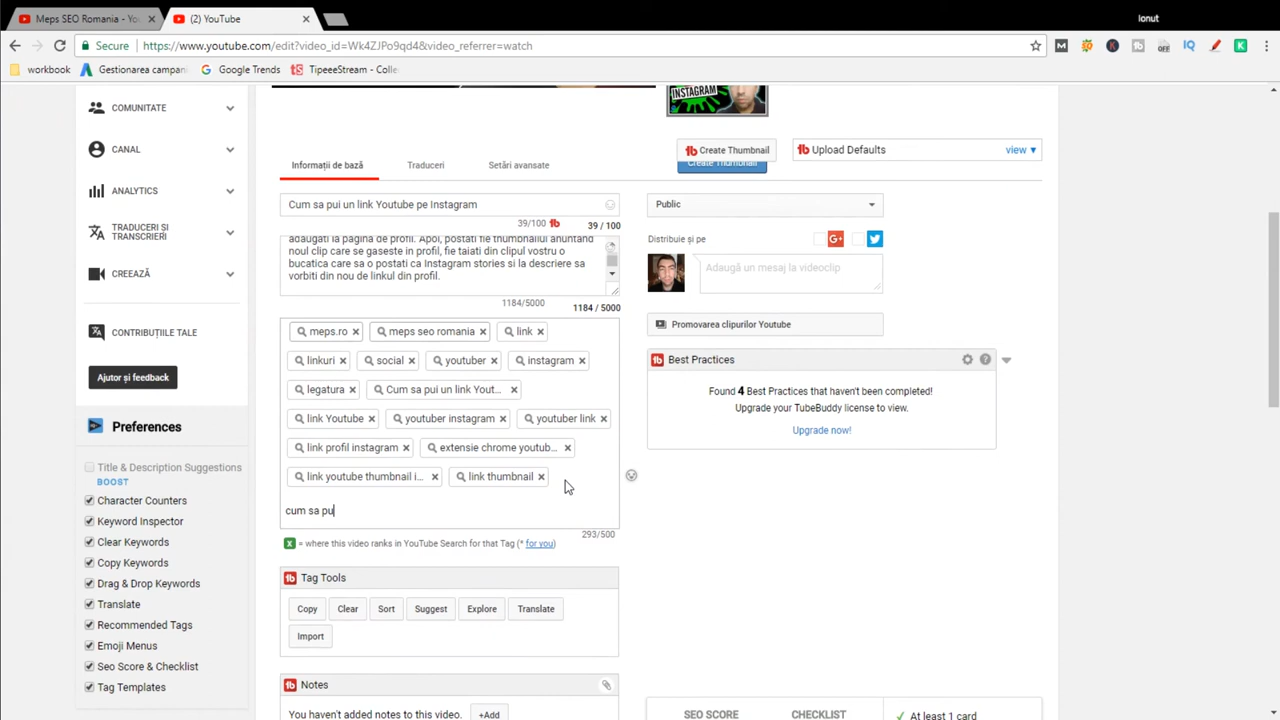 Meps SEO Romania - Yo
(2) YouTube
Ionut
Secure
https://www.youtube.com/edit?video_id=Wk4ZJPo9qd4&video_referrer=watch
workbook
Gestionarea campan
Google Trends
TipeeeStream - Colle
COMUNITATE
CANAL
ANALYTICS
TRADUCERI ȘI
TRANSCRIERI
CREEAZĂ
CONTRIBUȚIILE TALE
Ajutor și feedback
Preferences
Title & Description Suggestions
BOOST
Character Counters
Keyword Inspector
Clear Keywords
Copy Keywords
Drag & Drop Keywords
Translate
Recommended Tags
Emoji Menus
Seo Score & Checklist
Tag Templates
INSTAGRAM
Informații de bază
Traduceri
Setări avansate
Create Thumbnail
Upload Defaults
view
Cum sa pui un link Youtube pe Instagram
39/100
39 / 100
adaugati la pagina de profil. Apoi, postati fie thumbnailul anuntand
noul clip care se gaseste in profil, fie taiati din clipul vostru o
bucatica care sa o postati ca Instagram stories si la descriere sa
vorbiti din nou de linkul din profil.
1184/5000
1184 / 5000
meps.ro
meps seo romania
link
linkuri
social
youtuber
instagram
legatura
Cum sa pui un link Yout...
link Youtube
youtuber instagram
youtuber link
link profil instagram
extensie chrome youtub...
link youtube thumbnail i...
link thumbnail
cum sa pu
293/500
x = where this video ranks in YouTube Search for that Tag (* for you)
Tag Tools
Copy
Clear
Sort
Suggest
Explore
Translate
Import
Notes
You haven't added notes to this video.
+Add
Public
Distribuie și pe
Adaugă un mesaj la videoclip
Promovarea clipurilor Youtube
Best Practices
Found 4 Best Practices that haven't been completed!
Upgrade your TubeBuddy license to view.
Upgrade now!
SEO SCORE
CHECKLIST
At least 1 card